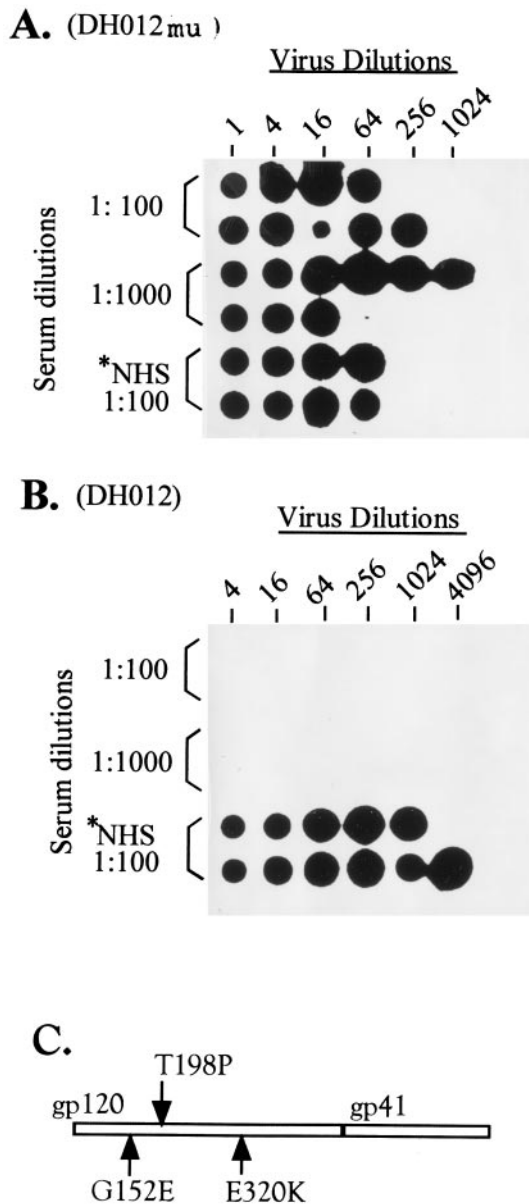 A. (DH012mu )
Virus Dilutions
1 4 16 64 256 1024
Serum dilutions
1: 100
1:1000
*NHS
1:100
B. (DH012)
Virus Dilutions
4 16 64 256 1024 4096
Serum dilutions
1:100
1:1000
*NHS
1:100
C.
T198P
gp120 gp41
G152E E320K